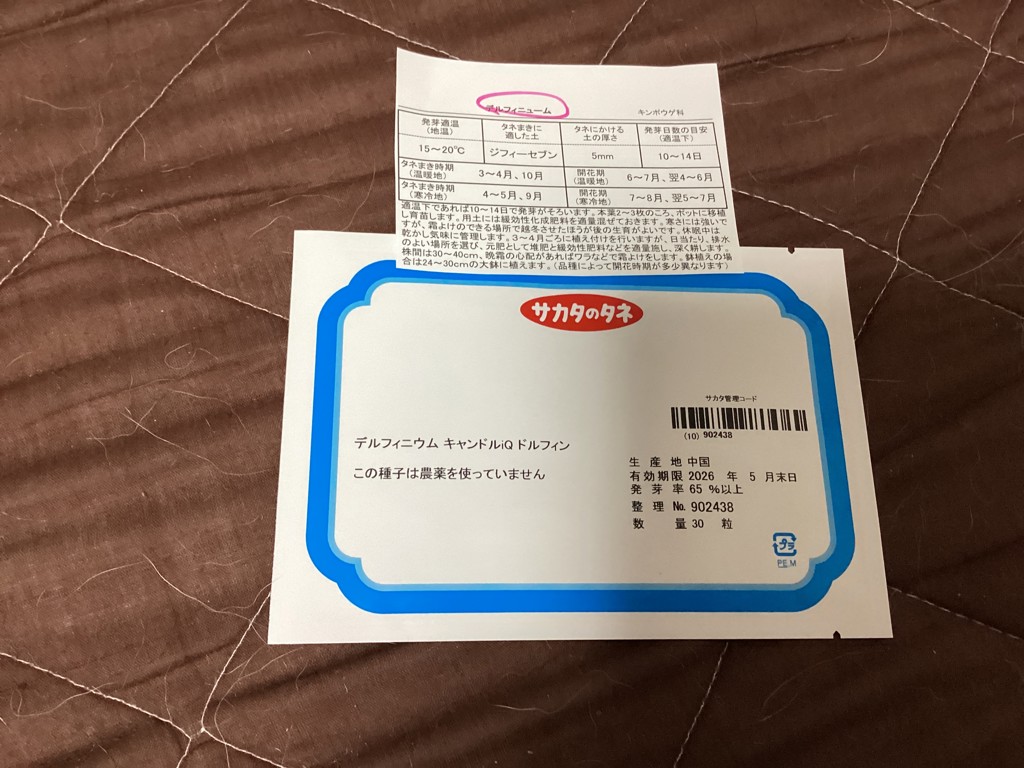 デルフィニューム キンポウゲ科
発芽適温(地温) タネまきに適した土 タネにかける土の厚さ 発芽日数の目安(適温下)
15〜20℃ ジフィーセブン 5mm 10〜14日
タネまき時期(温暖地) 3〜4月、10月 開花期(温暖地) 6〜7月、翌4〜6月
タネまき時期(寒冷地) 4〜5月、9月 開花期(寒冷地) 7〜8月、翌5〜7月
適温下であれば10〜14日で発芽がそろいます。本葉2〜3枚のころ、ポットに移植
し育苗します。用土には緩効性化成肥料を適量混ぜておきます。寒さには強いで
すが、霜よけのできる場所で越冬させたほうが後の生育がよいです。休眠中は
乾かし気味に管理します。3〜4月ごろに植え付けを行いますが、日当たり、排水
のよい場所を選び、元肥として堆肥と緩効性肥料などを適量施し、深く耕します。
株間は30〜40cm、晩霜の心配があればワラなどで霜よけをします。鉢植えの場
合は24〜30cmの大鉢に植えます。(品種によって開花時期が多少異なります)
サカタのタネ
サカタ管理コード
(10) 902438
デルフィニウム キャンドルiQ ドルフィン
この種子は農薬を使っていません
生産地 中国
有効期限 2026 年 5 月末日
発芽率 65 %以上
整理 No. 902438
数量 30 粒
プラ
PE,M